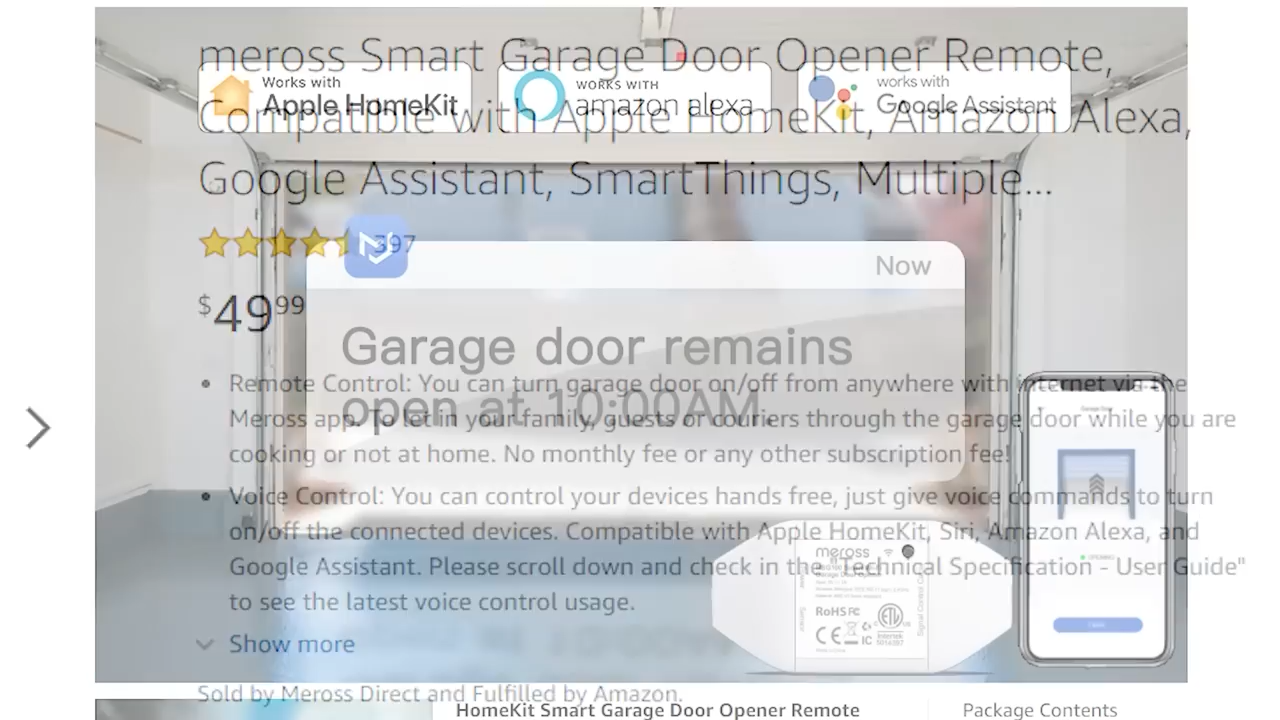 meross Smart Garage Door Opener Remote,
Works with
Apple HomeKit
WORKS WITH
amazon alexa
works with
Google Assistant
Compatible with Apple HomeKit, Amazon Alexa,
Google Assistant, SmartThings, Multiple...
397
Now
$49 99
Garage door remains
open at 10:00AM.
Remote Control: You can turn garage door on/off from anywhere with internet via the
Meross app. To let in your family, guests or couriers through the garage door while you are
cooking or not at home. No monthly fee or any other subscription fee!
Voice Control: You can control your devices hands free, just give voice commands to turn
on/off the connected devices. Compatible with Apple HomeKit, Siri, Amazon Alexa, and
Google Assistant. Please scroll down and check in the "Technical Specification - User Guide"
to see the latest voice control usage.
meross
RoHS FC
CE
IC
Intertek
Show more
Sold by Meross Direct and Fulfilled by Amazon.
HomeKit Smart Garage Door Opener Remote
Package Contents